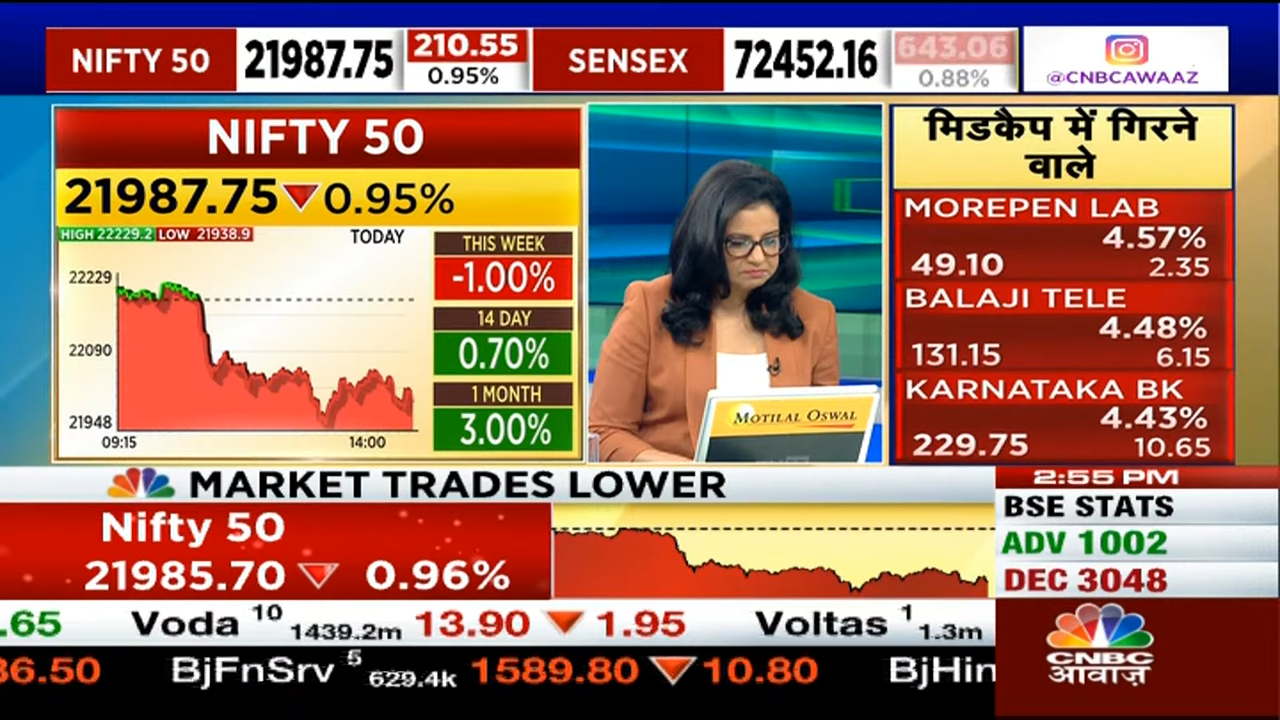 NIFTY 50 21987.75 210.55 0.95% SENSEX 72452.16 643.06 0.88% @CNBCAWAAZ
NIFTY 50
21987.75 0.95%
HIGH 22229.2 LOW 21938.9 TODAY
22229
22090
21948
09:15 14:00
THIS WEEK
-1.00%
14 DAY
0.70%
1 MONTH
3.00%
MOTILAL OSWAL
मिडकैप में गिरने
वाले
MOREPEN LAB
4.57%
49.10 2.35
BALAJI TELE
4.48%
131.15 6.15
KARNATAKA BK
4.43%
229.75 10.65
MARKET TRADES LOWER
Nifty 50
21985.70 0.96%
2:55 PM
BSE STATS
ADV 1002
DEC 3048
.65 Voda 10 1439.2m 13.90 1.95 Voltas 1 1.3m
36.50 BjFnSrv 5 629.4k 1589.80 10.80 BjHin
CNBC
आवाज़